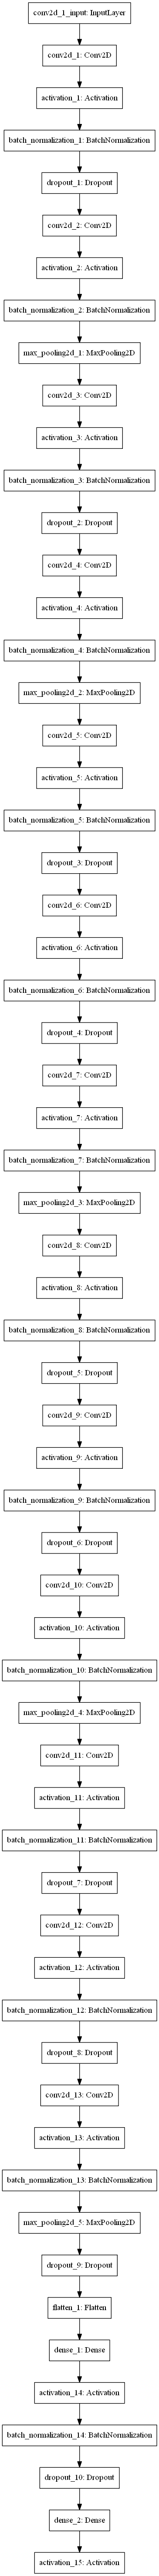 conv2d_1_input: InputLayer
conv2d_1: Conv2D
activation_1: Activation
batch_normalization_1: BatchNormalization
dropout_1: Dropout
conv2d_2: Conv2D
activation_2: Activation
batch_normalization_2: BatchNormalization
max_pooling2d_1: MaxPooling2D
conv2d_3: Conv2D
activation_3: Activation
batch_normalization_3: BatchNormalization
dropout_2: Dropout
conv2d_4: Conv2D
activation_4: Activation
batch_normalization_4: BatchNormalization
max_pooling2d_2: MaxPooling2D
conv2d_5: Conv2D
activation_5: Activation
batch_normalization_5: BatchNormalization
dropout_3: Dropout
conv2d_6: Conv2D
activation_6: Activation
batch_normalization_6: BatchNormalization
dropout_4: Dropout
conv2d_7: Conv2D
activation_7: Activation
batch_normalization_7: BatchNormalization
max_pooling2d_3: MaxPooling2D
conv2d_8: Conv2D
activation_8: Activation
batch_normalization_8: BatchNormalization
dropout_5: Dropout
conv2d_9: Conv2D
activation_9: Activation
batch_normalization_9: BatchNormalization
dropout_6: Dropout
conv2d_10: Conv2D
activation_10: Activation
batch_normalization_10: BatchNormalization
max_pooling2d_4: MaxPooling2D
conv2d_11: Conv2D
activation_11: Activation
batch_normalization_11: BatchNormalization
dropout_7: Dropout
conv2d_12: Conv2D
activation_12: Activation
batch_normalization_12: BatchNormalization
dropout_8: Dropout
conv2d_13: Conv2D
activation_13: Activation
batch_normalization_13: BatchNormalization
max_pooling2d_5: MaxPooling2D
dropout_9: Dropout
flatten_1: Flatten
dense_1: Dense
activation_14: Activation
batch_normalization_14: BatchNormalization
dropout_10: Dropout
dense_2: Dense
activation_15: Activation